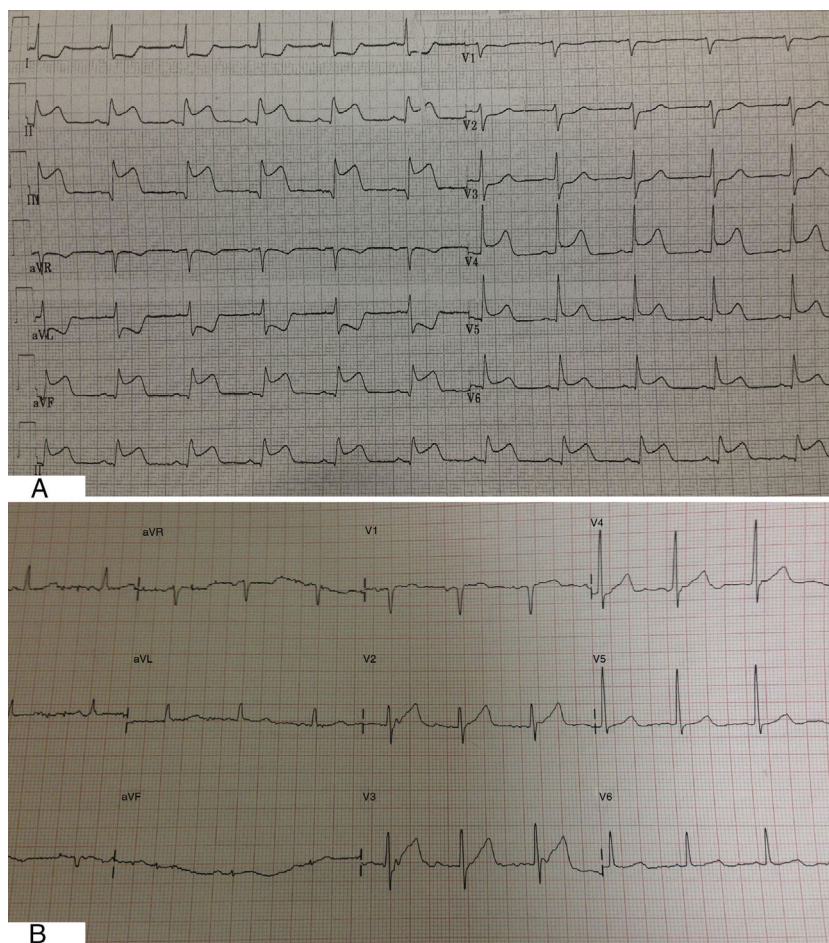 I V1
II V2
III V3
aVR V4
aVL V5
aVF V6
II
A
aVR V1 V4
aVL V2 V5
aVF V3 V6
B